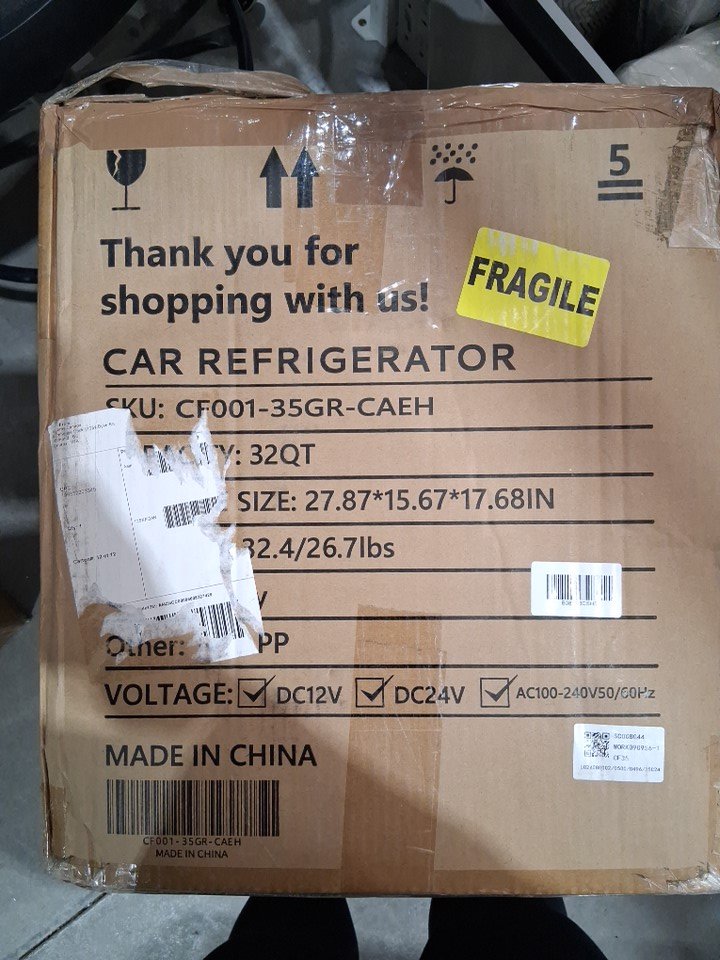 5
Thank you for
shopping with us!
FRAGILE
CAR REFRIGERATOR
SKU: CF001-35GR-CAEH
32QT
SIZE: 27.87*15.67*17.68IN
32.4/26.7lbs
Other: PP
VOLTAGE: DC12V DC24V AC100-240V50/60Hz
MADE IN CHINA
CF001-35GR-CAEH
MADE IN CHINA
CF35